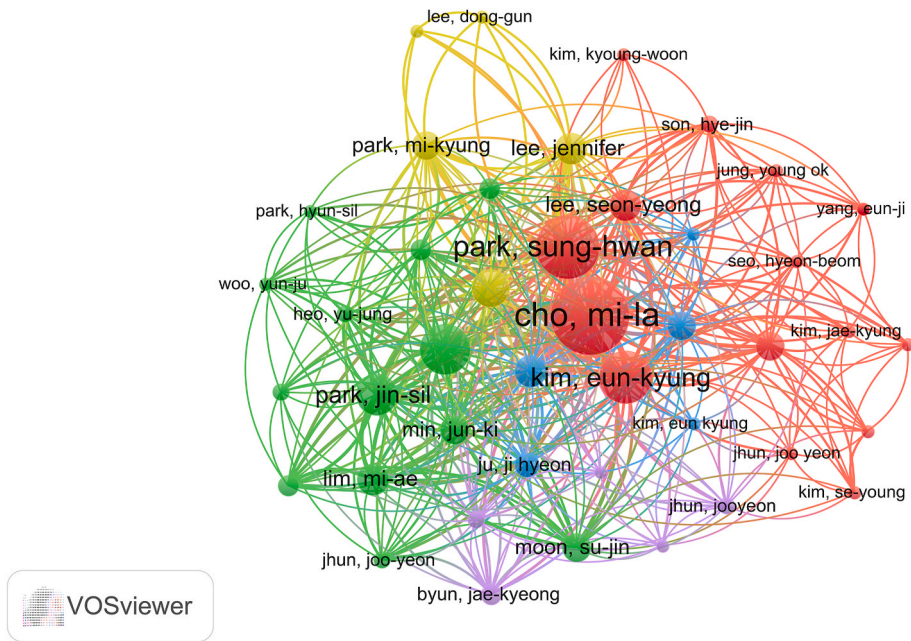 lee, dong-gun
kim, kyoung-woon
son, hye-jin
park, mi-kyung
lee, jennifer
jung, young ok
lee, seon-yeong
park, hyun-sil
yang, eun-ji
park, sung-hwan
seo, hyeon-beom
woo, yun-ju
heo, yu-jung
cho, mi-la
kim, jae-kyung
kim, eun-kyung
park, jin-sil
kim, eun kyung
min, jun-ki
jhun, joo yeon
ju, ji hyeon
lim, mi-ae
kim, se-young
jhun, jooyeon
moon, su-jin
jhun, joo-yeon
byun, jae-kyeong
VOSviewer